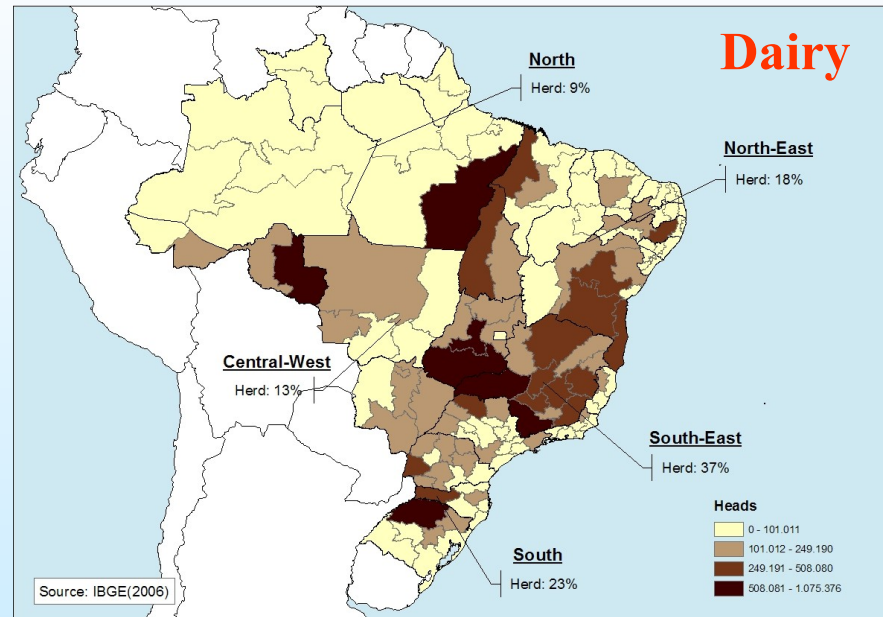 Dairy
North
Herd: 9%
North-East
Herd: 18%
Central-West
Herd: 13%
South-East
Herd: 37%
South
Herd: 23%
Heads
0 - 101.011
101.012 - 249.190
249.191 - 508.080
508.081 - 1.075.376
Source: IBGE(2006)